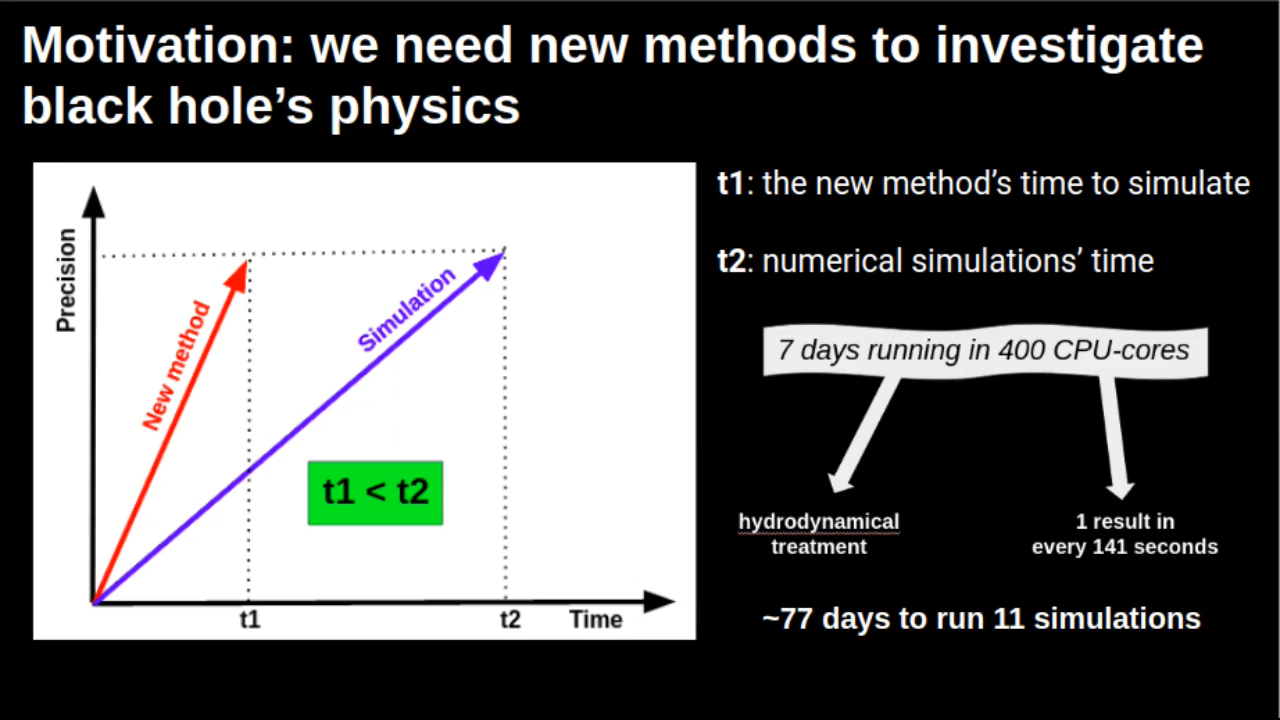 Motivation: we need new methods to investigate
black hole’s physics
Precision
New method
Simulation
t1 < t2
t1
t2
Time
t1: the new method’s time to simulate
t2: numerical simulations’ time
7 days running in 400 CPU-cores
hydrodynamical
treatment
1 result in
every 141 seconds
~77 days to run 11 simulations